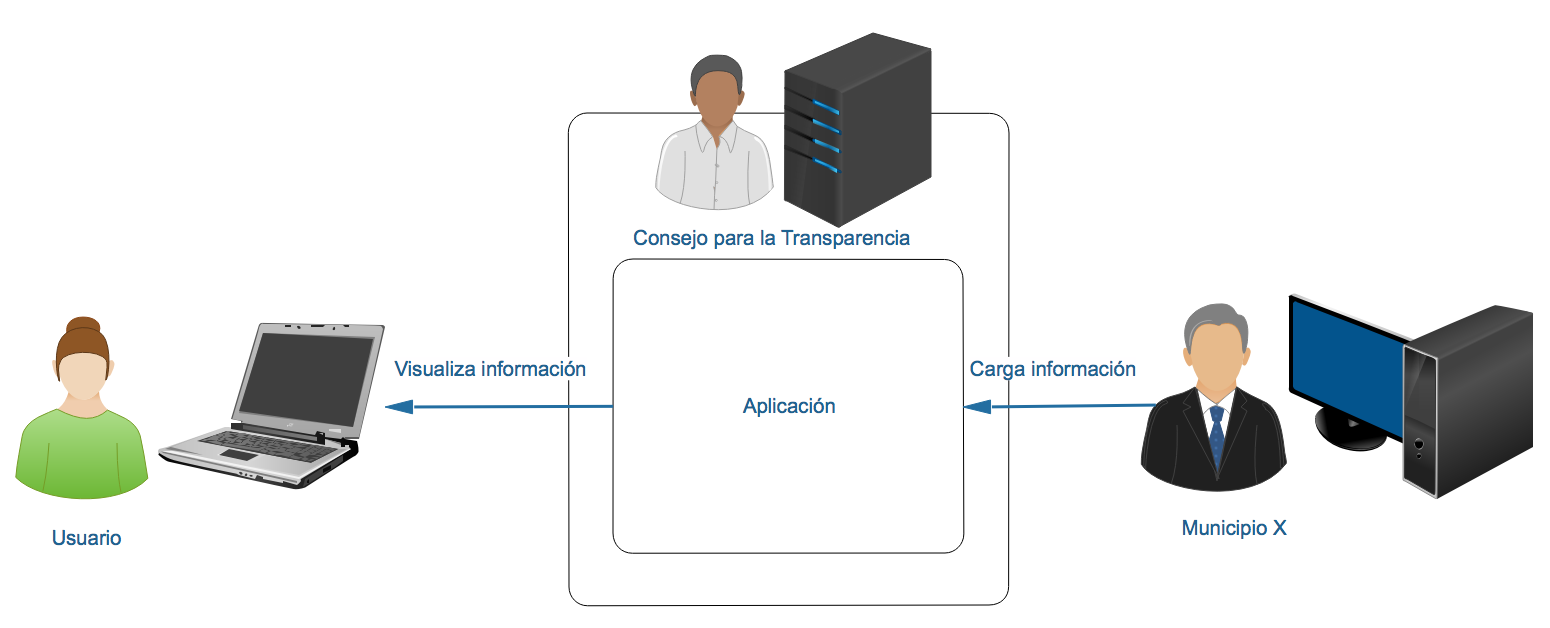 Consejo para la Transparencia
Visualiza información
Carga información
Aplicación
Usuario
Municipio X